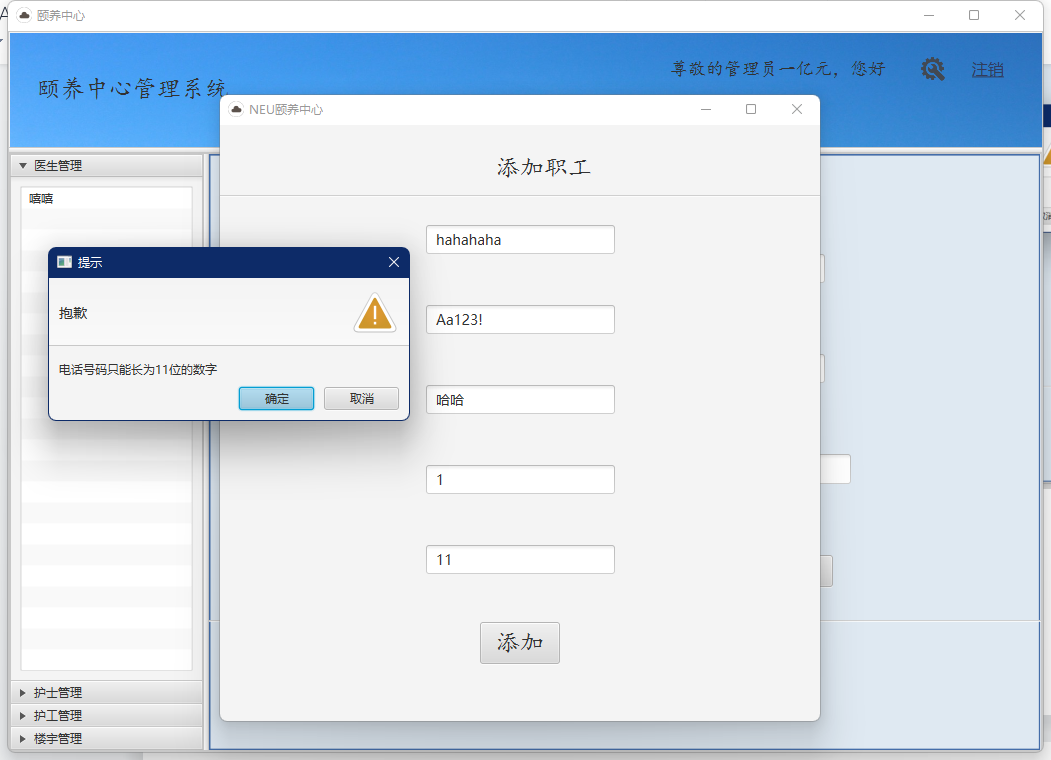 颐养中心
颐养中心管理系统
尊敬的管理员一亿元，您好
注销
NEU颐养中心
医生管理
嘻嘻
添加职工
hahahaha
提示
抱歉
电话号码只能长为11位的数字
确定
取消
Aa123!
哈哈
1
11
添加
护士管理
护工管理
楼宇管理